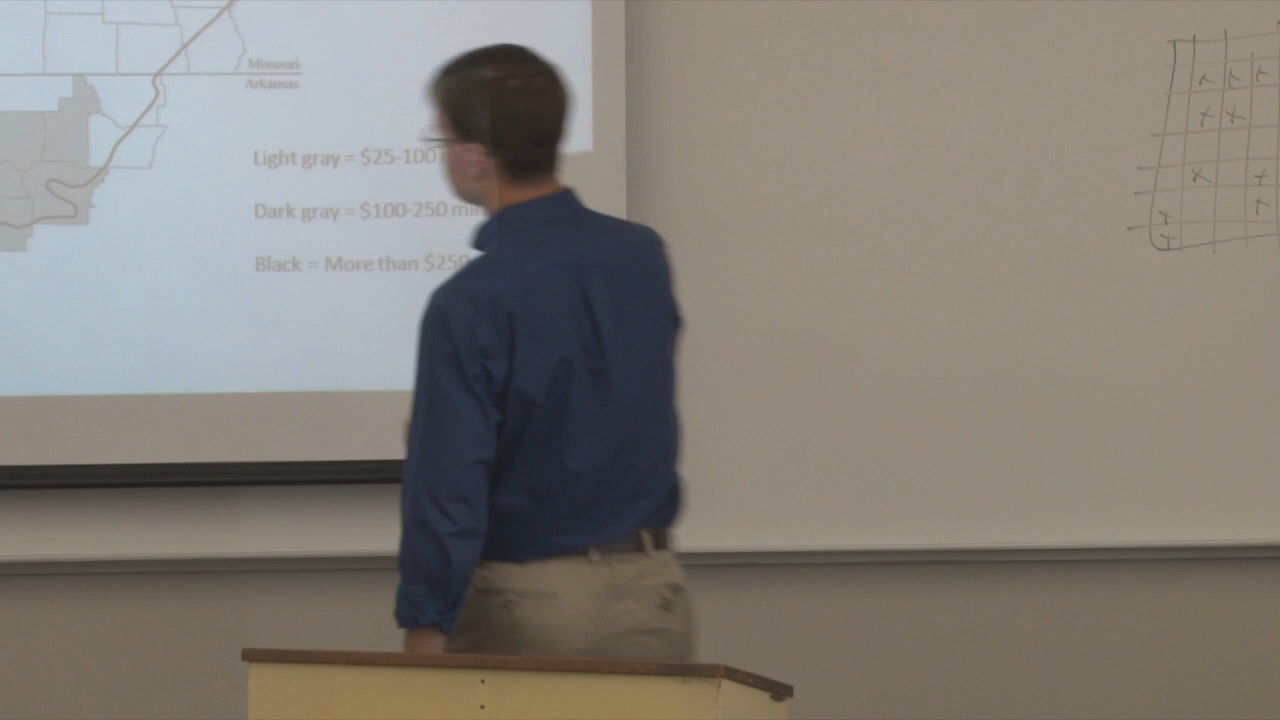 Missouri
Arkansas
Light gray = $25-100
Dark gray = $100-250
Black = More than $250